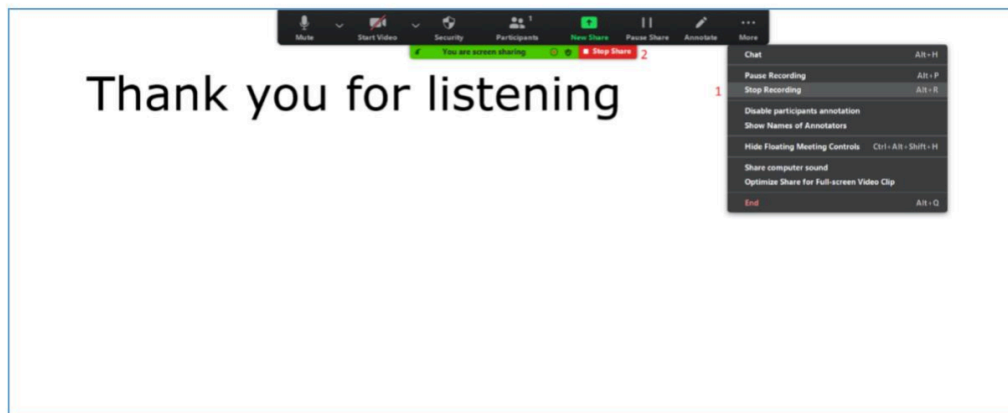 1
Mute Start Video Security Participants New Share Pause Share Annotate More
You are screen sharing Stop Share 2
Chat Alt+H
Thank you for listening
Pause Recording Alt+P
1 Stop Recording Alt+R
Disable participants annotation
Show Names of Annotators
Hide Floating Meeting Controls Ctrl+Alt+Shift+H
Share computer sound
Optimize Share for Full-screen Video Clip
End Alt+Q